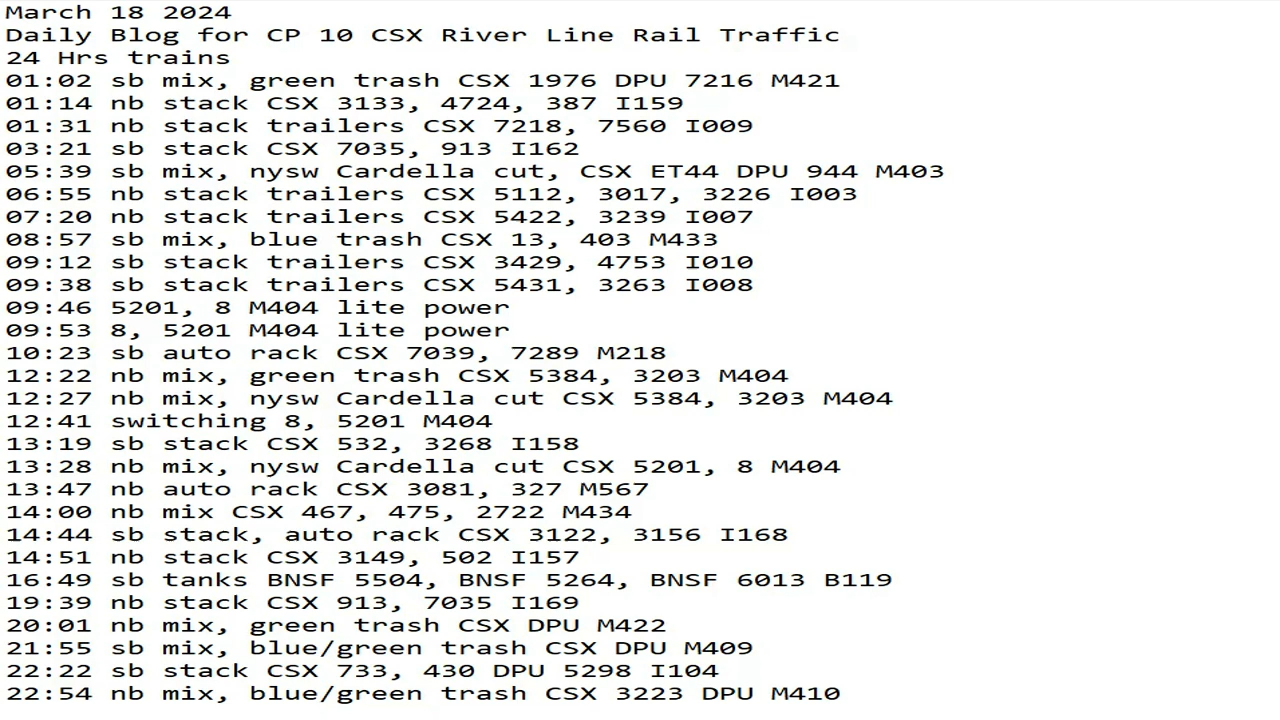 March 18 2024
Daily Blog for CP 10 CSX River Line Rail Traffic
24 Hrs trains
01:02 sb mix, green trash CSX 1976 DPU 7216 M421
01:14 nb stack CSX 3133, 4724, 387 I159
01:31 nb stack trailers CSX 7218, 7560 I009
03:21 sb stack CSX 7035, 913 I162
05:39 sb mix, nysw Cardella cut, CSX ET44 DPU 944 M403
06:55 nb stack trailers CSX 5112, 3017, 3226 I003
07:20 nb stack trailers CSX 5422, 3239 I007
08:57 sb mix, blue trash CSX 13, 403 M433
09:12 sb stack trailers CSX 3429, 4753 I010
09:38 sb stack trailers CSX 5431, 3263 I008
09:46 5201, 8 M404 lite power
09:53 8, 5201 M404 lite power
10:23 sb auto rack CSX 7039, 7289 M218
12:22 nb mix, green trash CSX 5384, 3203 M404
12:27 nb mix, nysw Cardella cut CSX 5384, 3203 M404
12:41 switching 8, 5201 M404
13:19 sb stack CSX 532, 3268 I158
13:28 nb mix, nysw Cardella cut CSX 5201, 8 M404
13:47 nb auto rack CSX 3081, 327 M567
14:00 nb mix CSX 467, 475, 2722 M434
14:44 sb stack, auto rack CSX 3122, 3156 I168
14:51 nb stack CSX 3149, 502 I157
16:49 sb tanks BNSF 5504, BNSF 5264, BNSF 6013 B119
19:39 nb stack CSX 913, 7035 I169
20:01 nb mix, green trash CSX DPU M422
21:55 sb mix, blue/green trash CSX DPU M409
22:22 sb stack CSX 733, 430 DPU 5298 I104
22:54 nb mix, blue/green trash CSX 3223 DPU M410